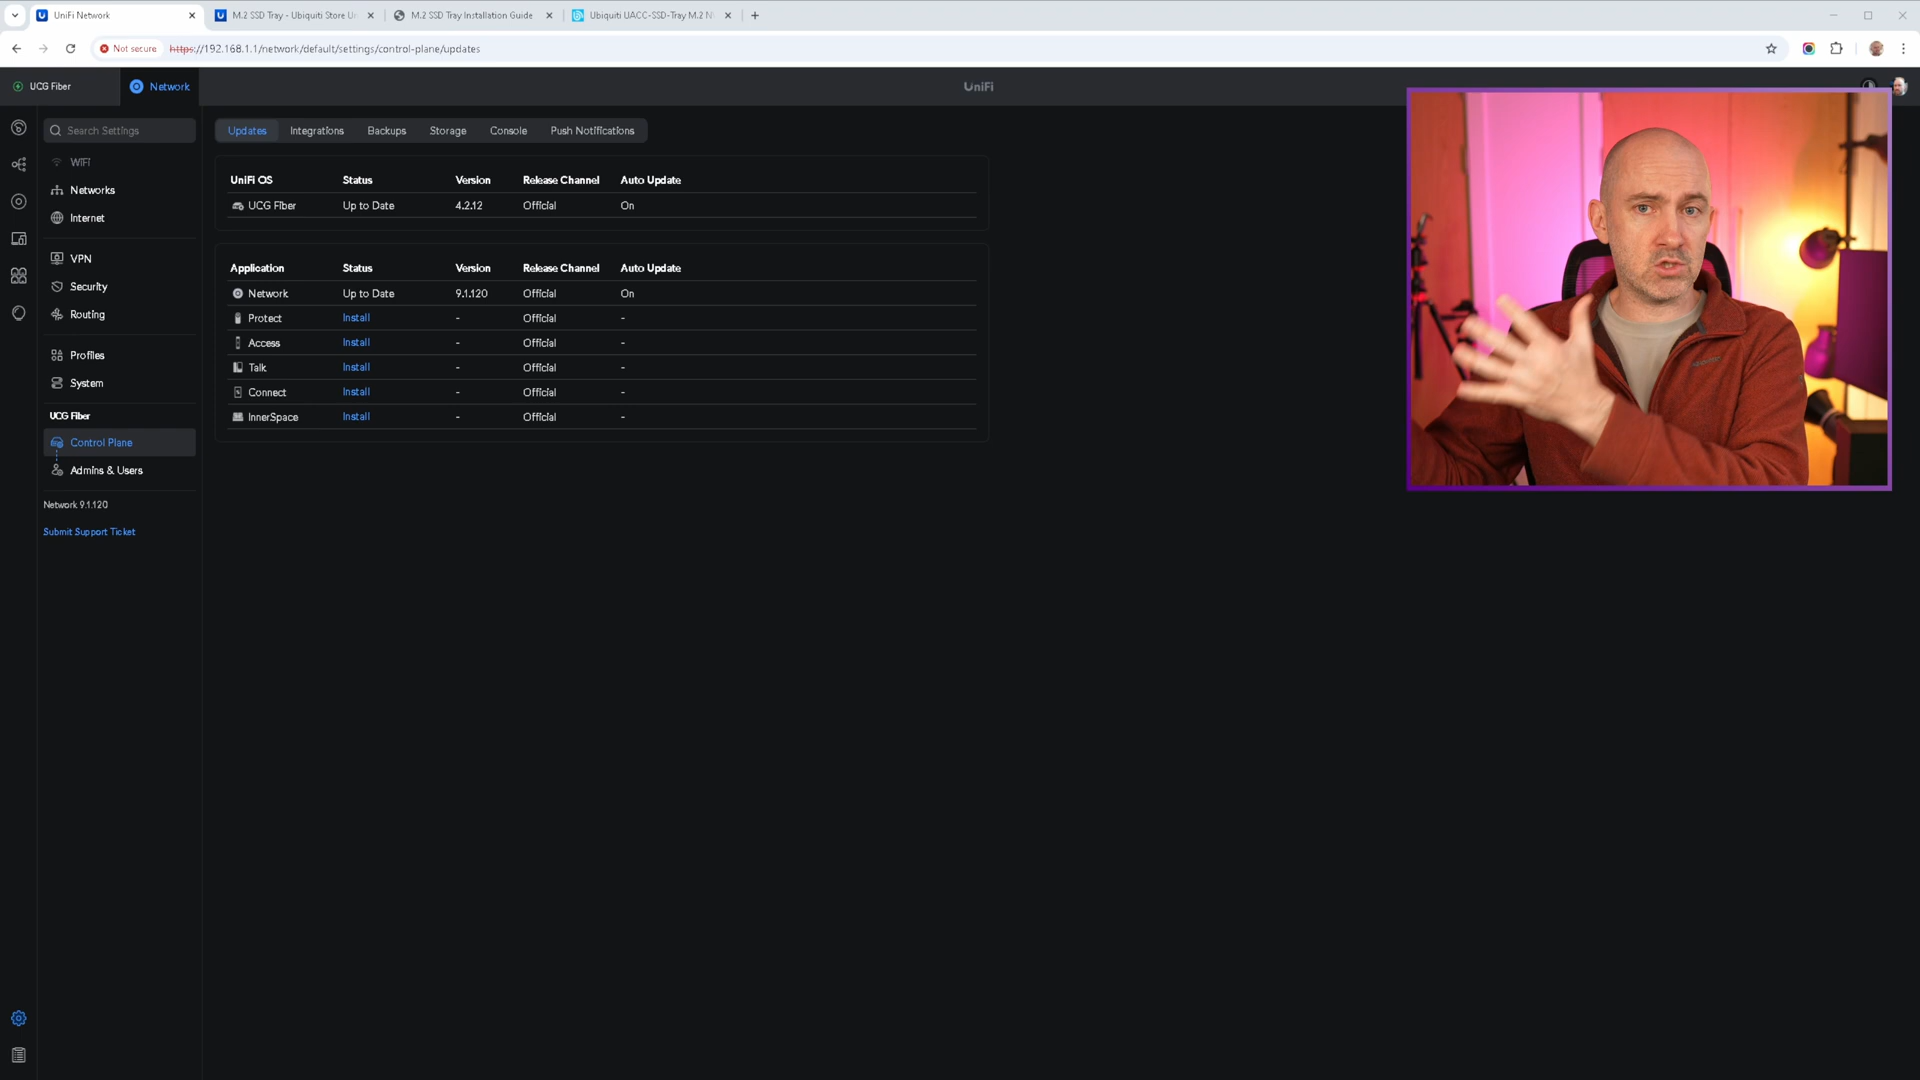 UniFi Network
M.2 SSD Tray - Ubiquiti Store Un
M.2 SSD Tray Installation Guide
Ubiquiti UACC-SSD-Tray M.2 N
Not secure
https://192.168.1.1/network/default/settings/control-plane/updates
UCG Fiber
Network
UniFi
Search Settings
WiFi
Networks
Internet
VPN
Security
Routing
Profiles
System
UCG Fiber
Control Plane
Admins & Users
Network 9.1.120
Submit Support Ticket
Updates Integrations Backups Storage Console Push Notifications
UniFi OS Status Version Release Channel Auto Update
UCG Fiber Up to Date 4.2.12 Official On
Application Status Version Release Channel Auto Update
Network Up to Date 9.1.120 Official On
Protect Install - Official -
Access Install - Official -
Talk Install - Official -
Connect Install - Official -
InnerSpace Install - Official -